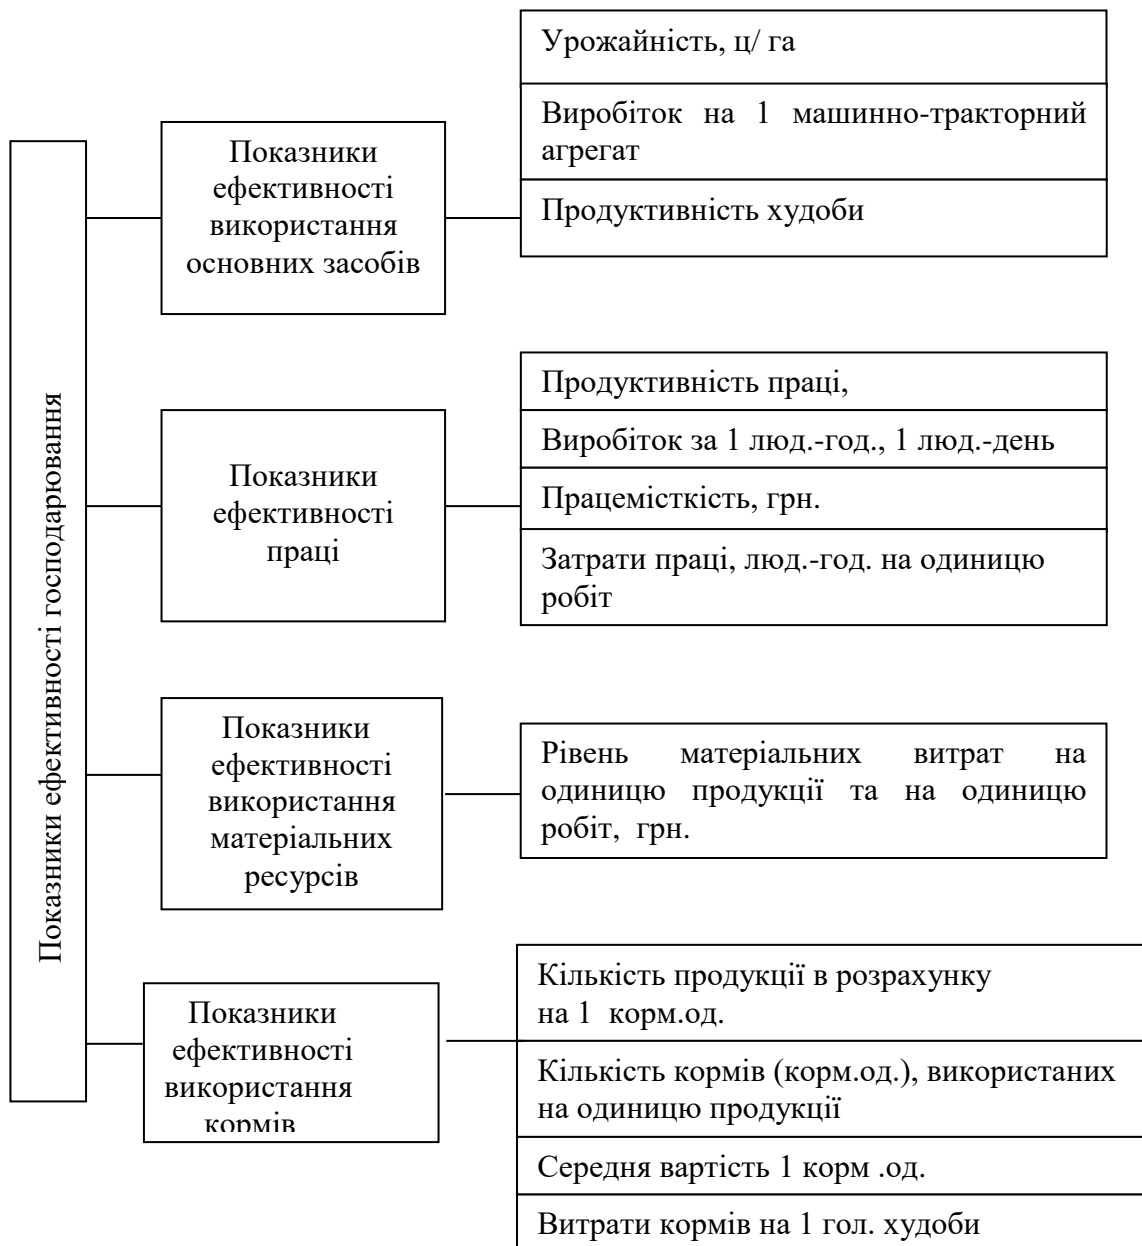 Показники ефективності господарювання
Показники
ефективності
використання
основних засобів
Урожайність, ц/ га
Виробіток на 1 машинно-тракторний
агрегат
Продуктивність худоби
Показники
ефективності
праці
Продуктивність праці,
Виробіток за 1 люд.-год., 1 люд.-день
Працемісткість, грн.
Затрати праці, люд.-год. на одиницю
робіт
Показники
ефективності
використання
матеріальних
ресурсів
Рівень матеріальних витрат на
одиницю продукції та на одиницю
робіт, грн.
Показники
ефективності
використання
кормів
Кількість продукції в розрахунку
на 1 корм.од.
Кількість кормів (корм.од.), використаних
на одиницю продукції
Середня вартість 1 корм .од.
Витрати кормів на 1 гол. худоби